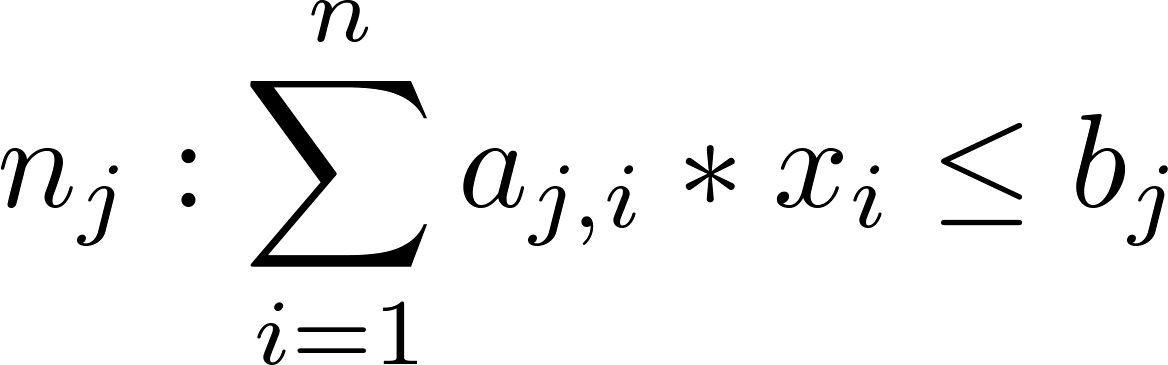 n_j : \sum_{i=1}^{n} a_{j,i} * x_i \leq b_j